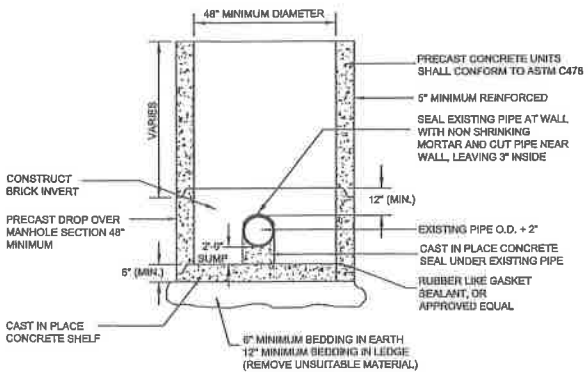 48" MINIMUM DIAMETER
PRECAST CONCRETE UNITS
SHALL CONFORM TO ASTM C478
5" MINIMUM REINFORCED
VARIES
SEAL EXISTING PIPE AT WALL
WITH NON SHRINKING
MORTAR AND CUT PIPE NEAR
WALL, LEAVING 3" INSIDE
CONSTRUCT
BRICK INVERT
12" (MIN.)
PRECAST DROP OVER
MANHOLE SECTION 48"
MINIMUM
EXISTING PIPE O.D. + 2"
2'-0"
SUMP
CAST IN PLACE CONCRETE
SEAL UNDER EXISTING PIPE
6" (MIN.)
RUBBER LIKE GASKET
SEALANT, OR
APPROVED EQUAL
CAST IN PLACE
CONCRETE SHELF
6" MINIMUM BEDDING IN EARTH
12" MINIMUM BEDDING IN LEDGE
(REMOVE UNSUITABLE MATERIAL)